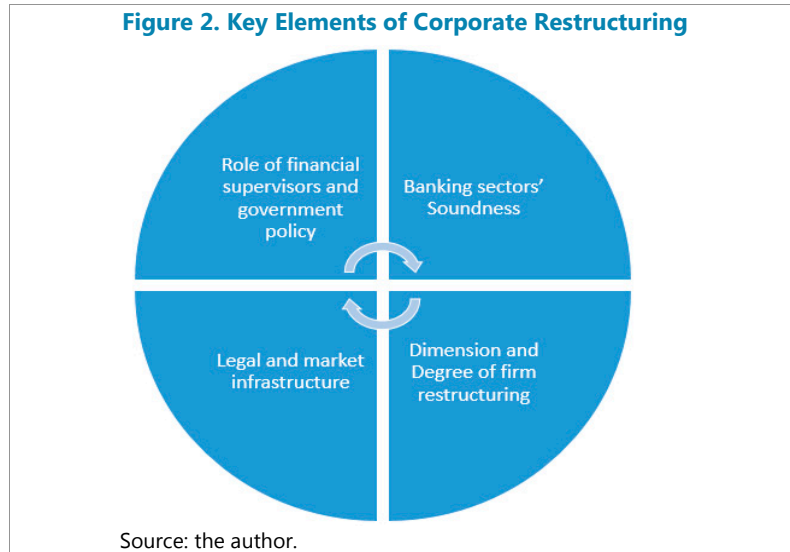 Figure 2. Key Elements of Corporate Restructuring
Role of financial
supervisors and
government
policy
Banking sectors’
Soundness
Legal and market
infrastructure
Dimension and
Degree of firm
restructuring
Source: the author.